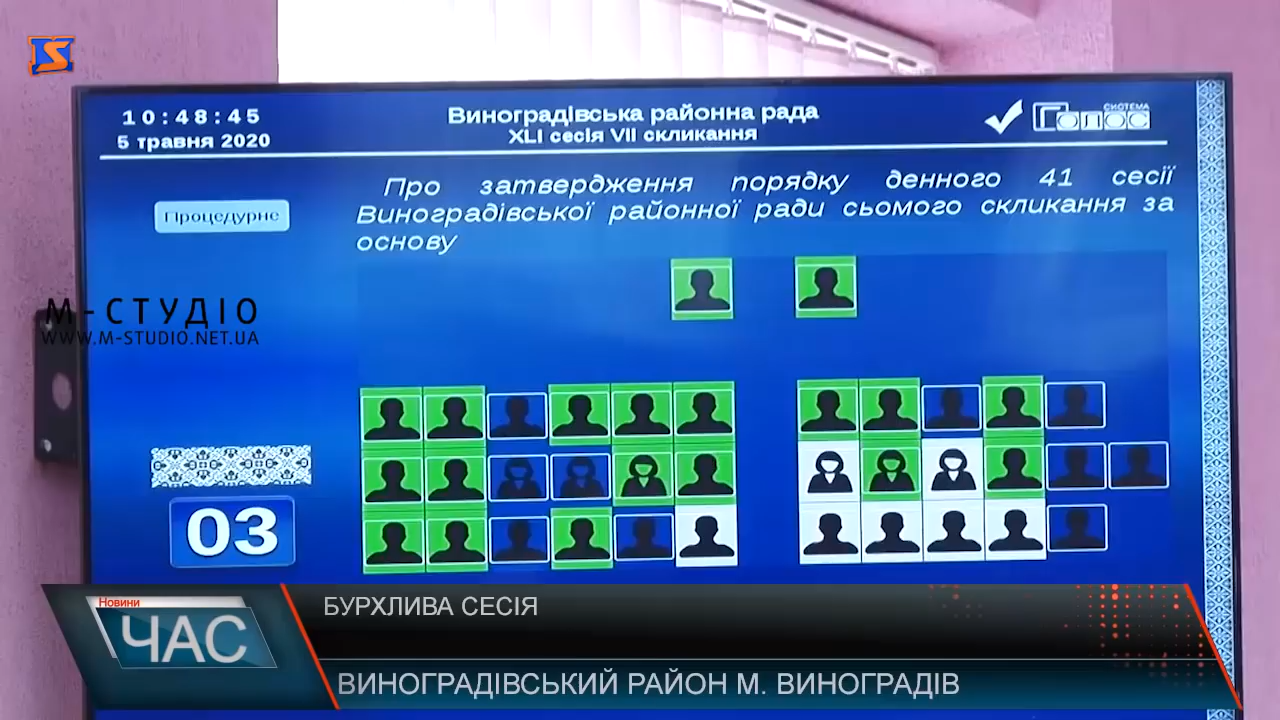 10:48:45
5 травня 2020
Виноградівська районна рада
XLI сесія VII скликання
СИСТЕМА
Голос
Процедурне
Про затвердження порядку денного 41 сесії
Виноградівської районної ради сьомого скликання за
основу
М-СТУДІО
WWW.M-STUDIO.NET.UA
03
Новини
ЧАС
БУРХЛИВА СЕСІЯ
ВИНОГРАДІВСЬКИЙ РАЙОН М. ВИНОГРАДІВ